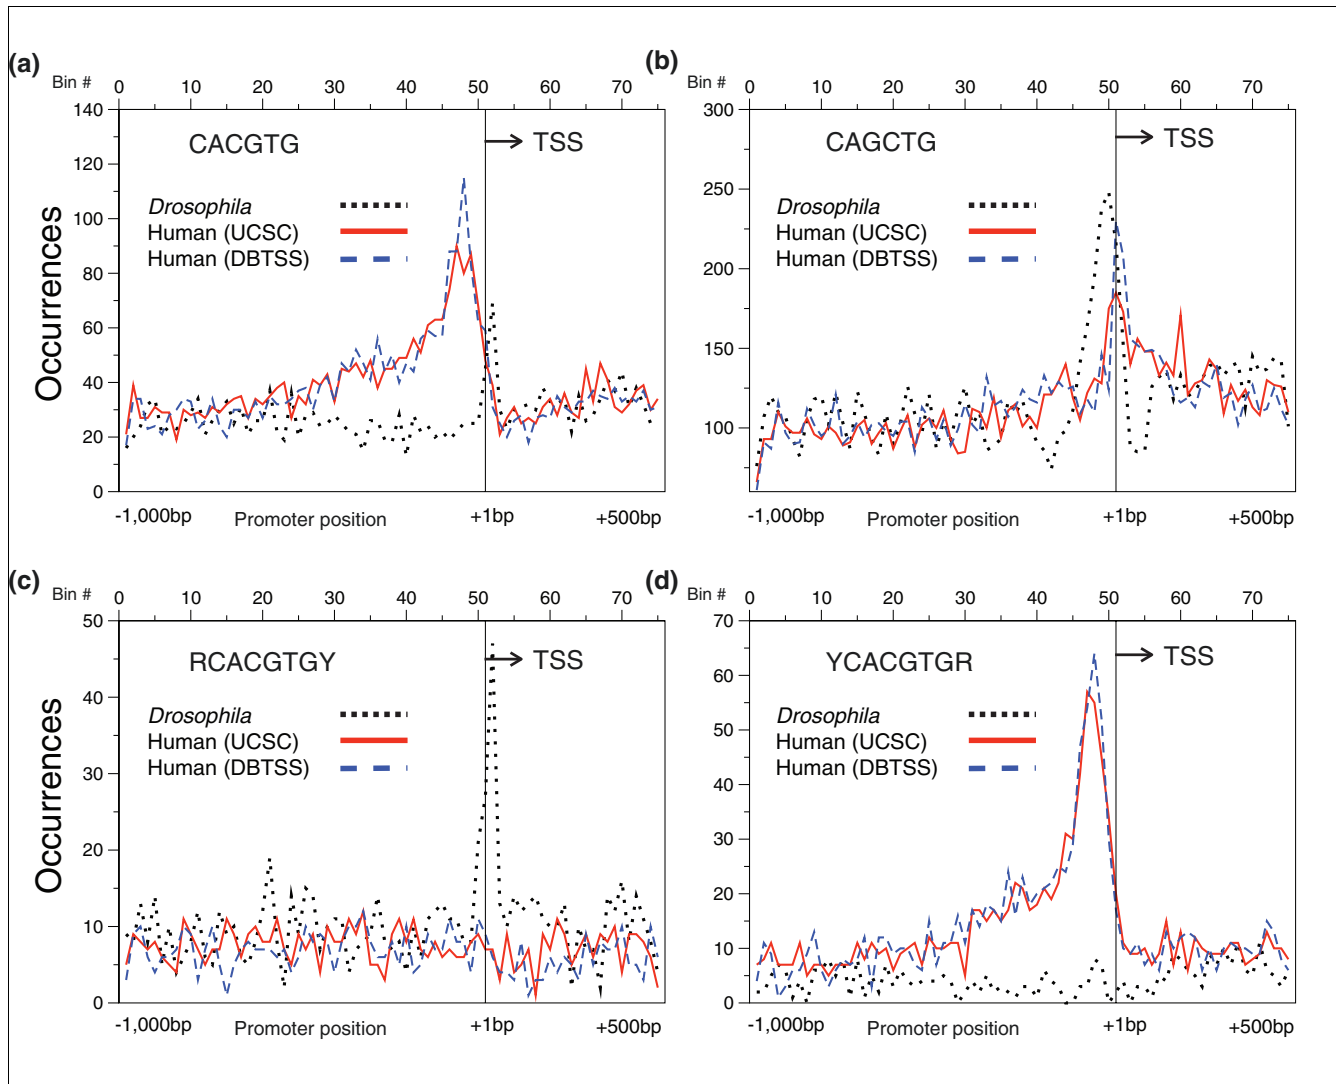 (a)
Bin #
0 10 20 30 40 50 60 70
140
120
100
80
60
40
20
0
Occurrences
CACGTG
TSS
Drosophila
Human (UCSC)
Human (DBTSS)
-1,000bp Promoter position +1bp +500bp
(b)
Bin #
0 10 20 30 40 50 60 70
300
250
200
150
100
CAGCTG
TSS
Drosophila
Human (UCSC)
Human (DBTSS)
-1,000bp Promoter position +1bp +500bp
(c)
Bin #
0 10 20 30 40 50 60 70
50
40
30
20
10
0
Occurrences
RCACGTGY
TSS
Drosophila
Human (UCSC)
Human (DBTSS)
-1,000bp Promoter position +1bp +500bp
(d)
Bin #
0 10 20 30 40 50 60 70
70
60
50
40
30
20
10
0
YCACGTGR
TSS
Drosophila
Human (UCSC)
Human (DBTSS)
-1,000bp Promoter position +1bp +500bp